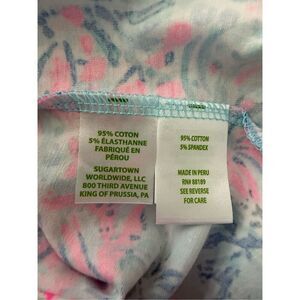 95% COTON
5% ÉLASTHANNE
FABRIQUÉ EN
PÉROU
SUGARTOWN
WORLDWIDE, LLC
800 THIRD AVENUE
KING OF PRUSSIA, PA
95% COTTON
5% SPANDEX
MADE IN PERU
RN# 88189
SEE REVERSE
FOR CARE